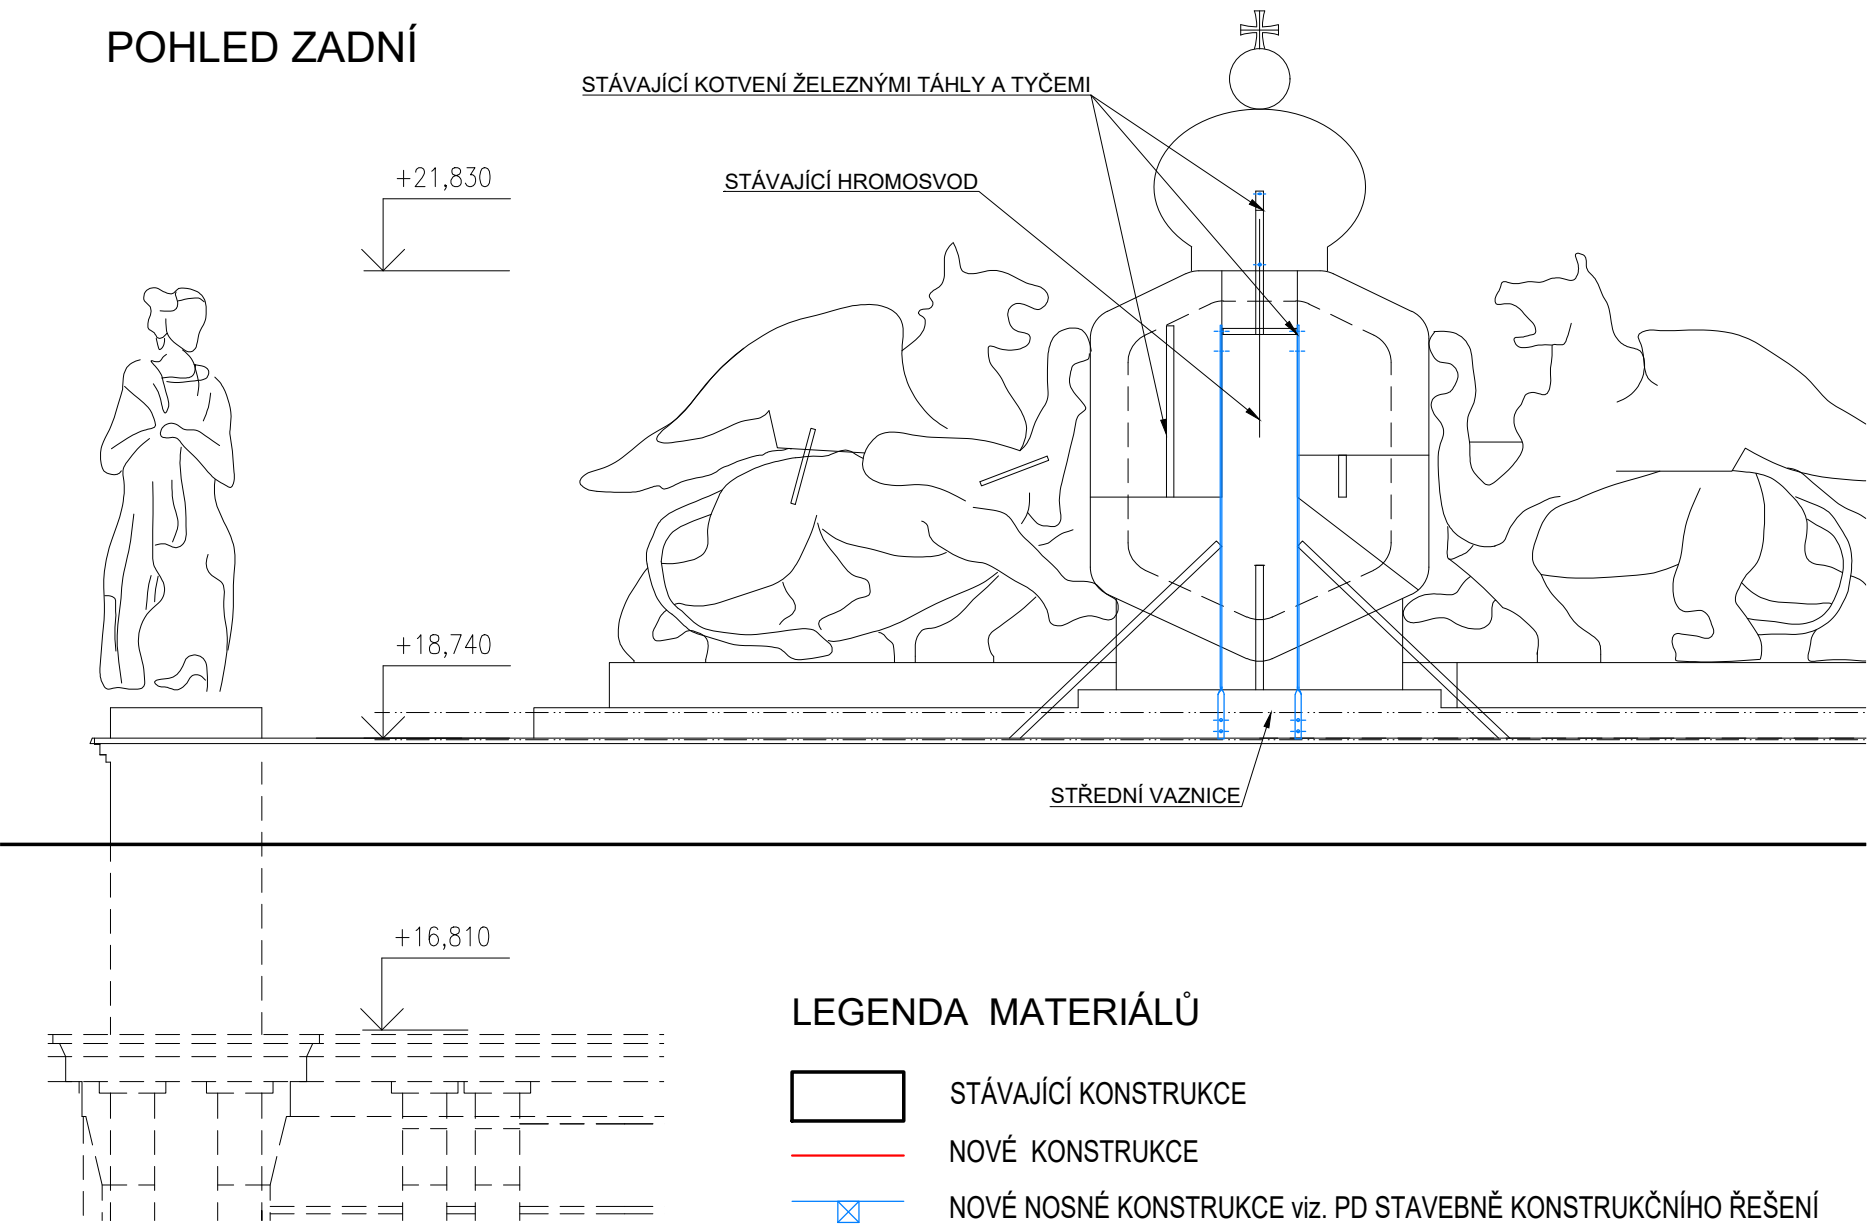 POHLED ZADNÍ
STÁVAJÍCÍ KOTVENÍ ŽELEZNÝMI TÁHLY A TYČEMI
+21,830
STÁVAJÍCÍ HROMOSVOD
+18,740
STŘEDNÍ VAZNICE
+16,810
LEGENDA MATERIÁLŮ
STÁVAJÍCÍ KONSTRUKCE
NOVÉ KONSTRUKCE
NOVÉ NOSNÉ KONSTRUKCE viz. PD STAVEBNĚ KONSTRUKČNÍHO ŘEŠENÍ